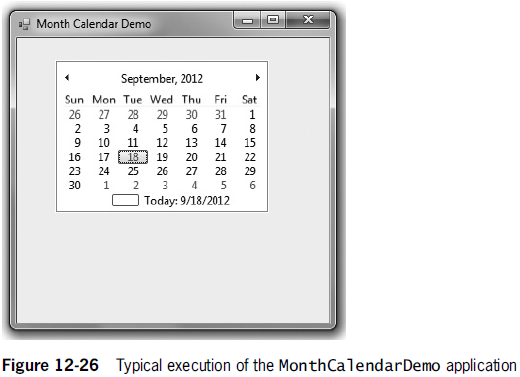 Month Calendar Demo
September, 2012
Sun Mon Tue Wed Thu Fri Sat
26 27 28 29 30 31 1
2 3 4 5 6 7 8
9 10 11 12 13 14 15
16 17 18 19 20 21 22
23 24 25 26 27 28 29
30 1 2 3 4 5 6
Today: 9/18/2012
Figure 12-26 Typical execution of the MonthCalendarDemo application